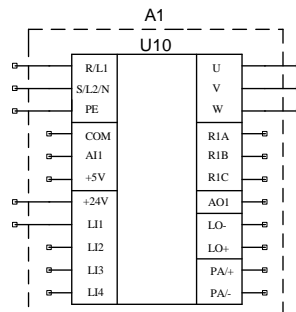 A1
U10
R/L1
S/L2/N
PE
COM
AI1
+5V
+24V
LI1
LI2
LI3
LI4
U
V
W
R1A
R1B
R1C
AO1
LO-
LO+
PA/+
PA/-